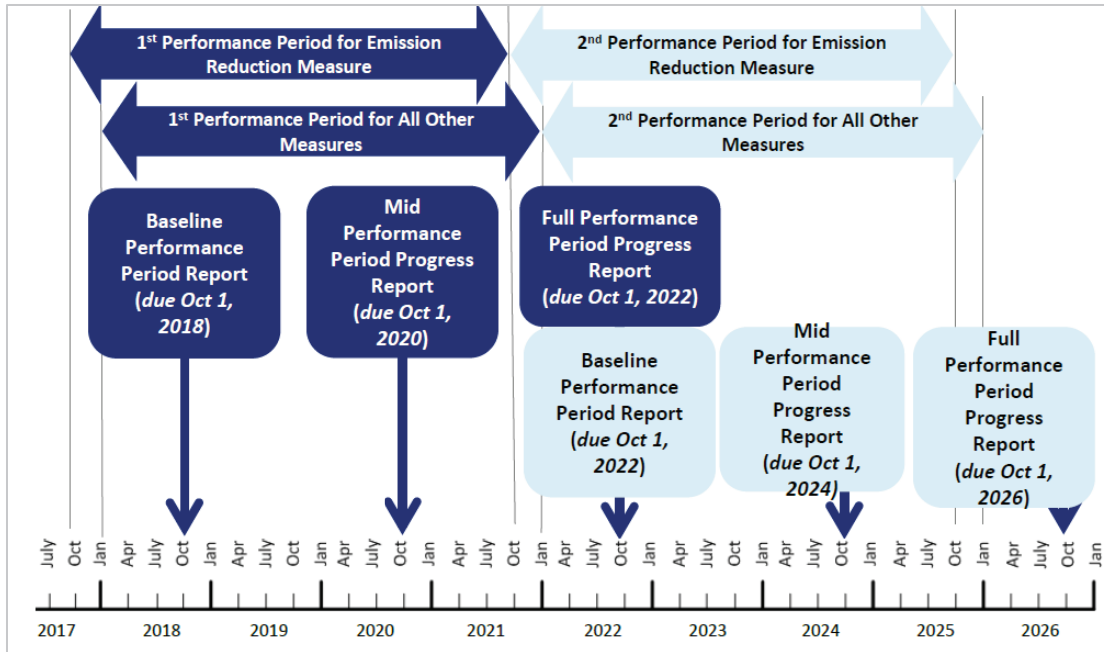 1st Performance Period for Emission
Reduction Measure
2nd Performance Period for Emission
Reduction Measure
1st Performance Period for All Other
Measures
2nd Performance Period for All Other
Measures
Baseline
Performance
Period Report
(due Oct 1,
2018)
Mid
Performance
Period Progress
Report
(due Oct 1,
2020)
Full Performance
Period Progress
Report
(due Oct 1, 2022)
Baseline
Performance
Period Report
(due Oct 1,
2022)
Mid
Performance
Period
Progress
Report
(due Oct 1,
2024)
Full
Performance
Period
Progress
Report
(due Oct 1,
2026)
July Oct Jan Apr July Oct Jan Apr July Oct Jan Apr July Oct Jan Apr July Oct Jan Apr July Oct Jan Apr July Oct Jan Apr July Oct Jan Apr July Oct Jan Apr July Oct Jan
2017 2018 2019 2020 2021 2022 2023 2024 2025 2026